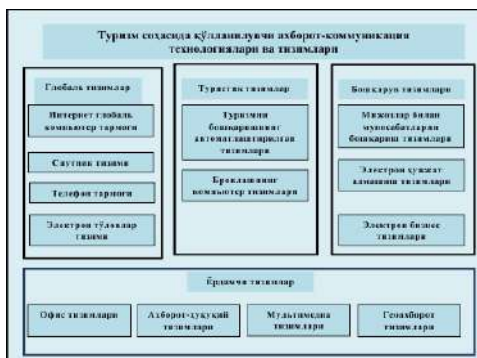 Туризм соҳасида қўлланилувчи ахборот-коммуникация
технологиялари ва тизимлари
Глобаль тизимлар
Интернет глобаль
компьютер тармоғи
Спутник тизими
Телефон тармоғи
Электрон тўловлар
тизими
Туристик тизимлар
Туризмни
бошқаришнинг
автоматлаштирилган
тизимлари
Бронлашнинг
компьютер тизимлари
Бошқарув тизимлари
Мижозлар билан
муносабатларни
бошқариш тизимлари
Электрон ҳужжат
алмашиш тизимлари
Электрон бизнес
тизимлари
Ёрдамчи тизимлар
Офис тизимлари
Ахборот-ҳуқуқий
тизимлари
Мультимедиа
тизимлари
Геоахборот
тизимлари